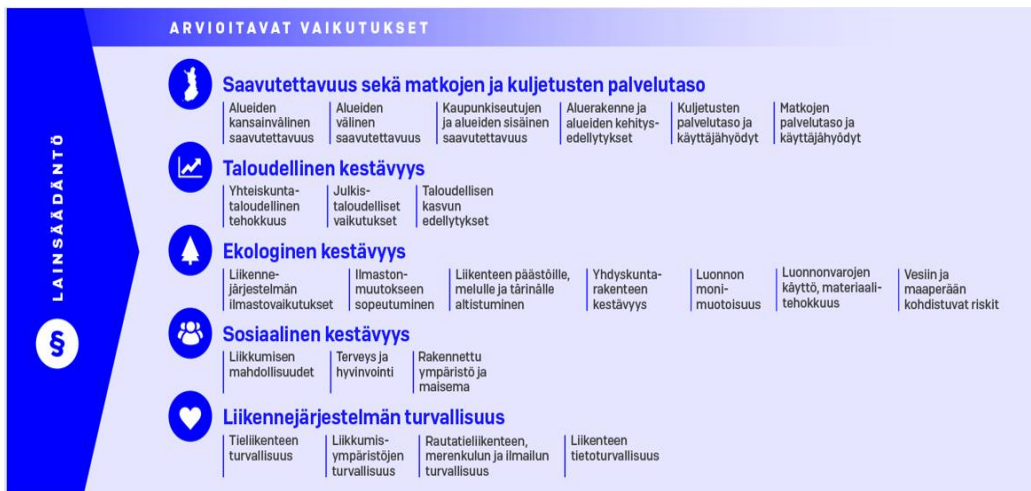 ARVIOITAVAT VAIKUTUKSET
LAINSÄÄDÄNTÖ
§
Saavutettavuus sekä matkojen ja kuljetusten palvelutaso
Alueiden
kansainvälinen
saavutettavuus
Alueiden
välinen
saavutettavuus
Kaupunkiseutujen
ja alueiden sisäinen
saavutettavuus
Aluerakenne ja
alueiden kehitys-
edellytykset
Kuljetusten
palvelutaso ja
käyttäjähyödyt
Matkojen
palvelutaso ja
käyttäjähyödyt
Taloudellinen kestävyys
Yhteiskunta-
taloudellinen
tehokkuus
Julkis-
taloudelliset
vaikutukset
Taloudellisen
kasvun
edellytykset
Ekologinen kestävyys
Liikenne-
järjestelmän
ilmastovaikutukset
Ilmaston-
muutokseen
sopeutuminen
Liikenteen päästöille,
melulle ja tärinälle
altistuminen
Yhdyskunta-
rakenteen
kestävyys
Luonnon
moni-
muotoisuus
Luonnonvarojen
käyttö, materiaali-
tehokkuus
Vesiin ja
maaperään
kohdistuvat riskit
Sosiaalinen kestävyys
Liikkumisen
mahdollisuudet
Terveys ja
hyvinvointi
Rakennettu
ympäristö ja
maisema
Liikennejärjestelmän turvallisuus
Tieliikenteen
turvallisuus
Liikkumis-
ympäristöjen
turvallisuus
Rautatieliikenteen,
merenkulun ja ilmailun
turvallisuus
Liikenteen
tietoturvallisuus